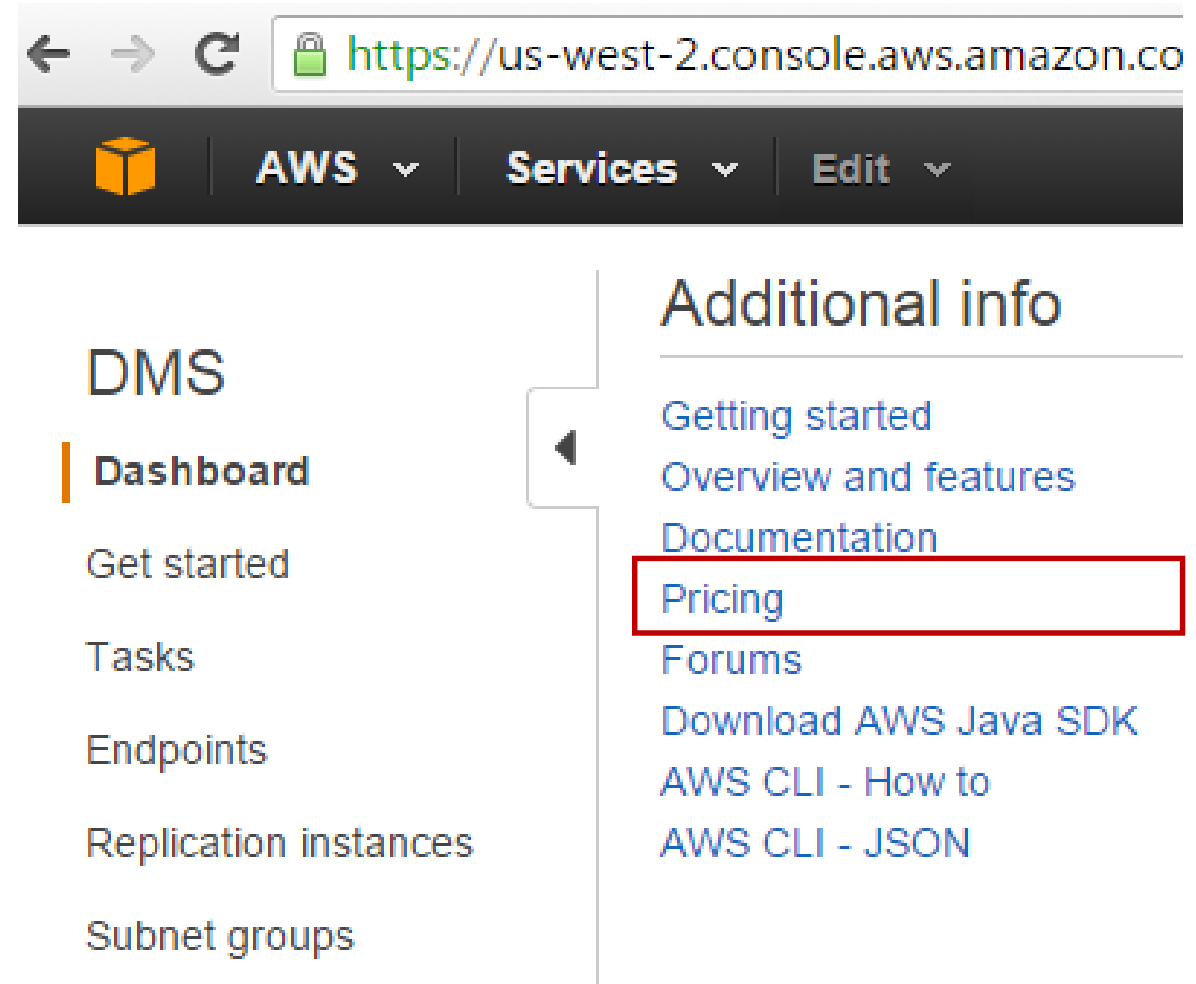 https://us-west-2.console.aws.amazon.co
AWS Services Edit
DMS
Dashboard
Get started
Tasks
Endpoints
Replication instances
Subnet groups
Additional info
Getting started
Overview and features
Documentation
Pricing
Forums
Download AWS Java SDK
AWS CLI - How to
AWS CLI - JSON